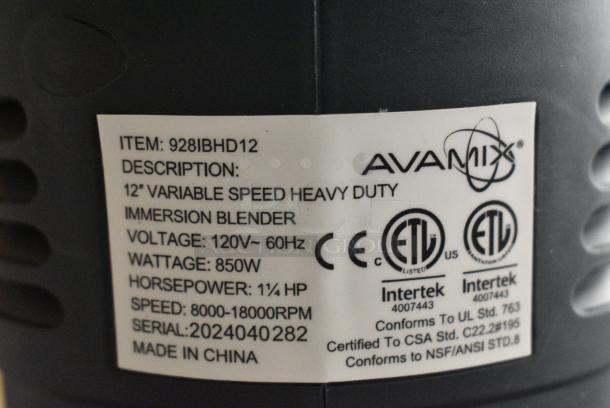 ITEM: 928IBHD12
DESCRIPTION:
12" VARIABLE SPEED HEAVY DUTY
IMMERSION BLENDER
VOLTAGE: 120V~ 60Hz
WATTAGE: 850W
HORSEPOWER: 1¼ HP
SPEED: 8000-18000RPM
SERIAL:2024040282
MADE IN CHINA
AVAMIX®
CE
C ETL US
LISTED
Intertek
4007443
ETL
Intertek
4007443
Conforms To UL Std. 763
Certified To CSA Std. C22.2#195
Conforms to NSF/ANSI STD.8